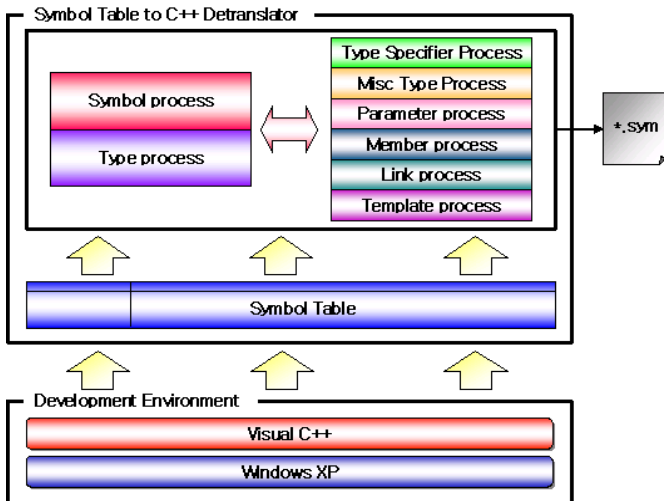 Symbol Table to C++ Detranslator
Symbol process
Type process
Type Specifier Process
Misc Type Process
Parameter process
Member process
Link process
Template process
*.sym
Symbol Table
Development Environment
Visual C++
Windows XP